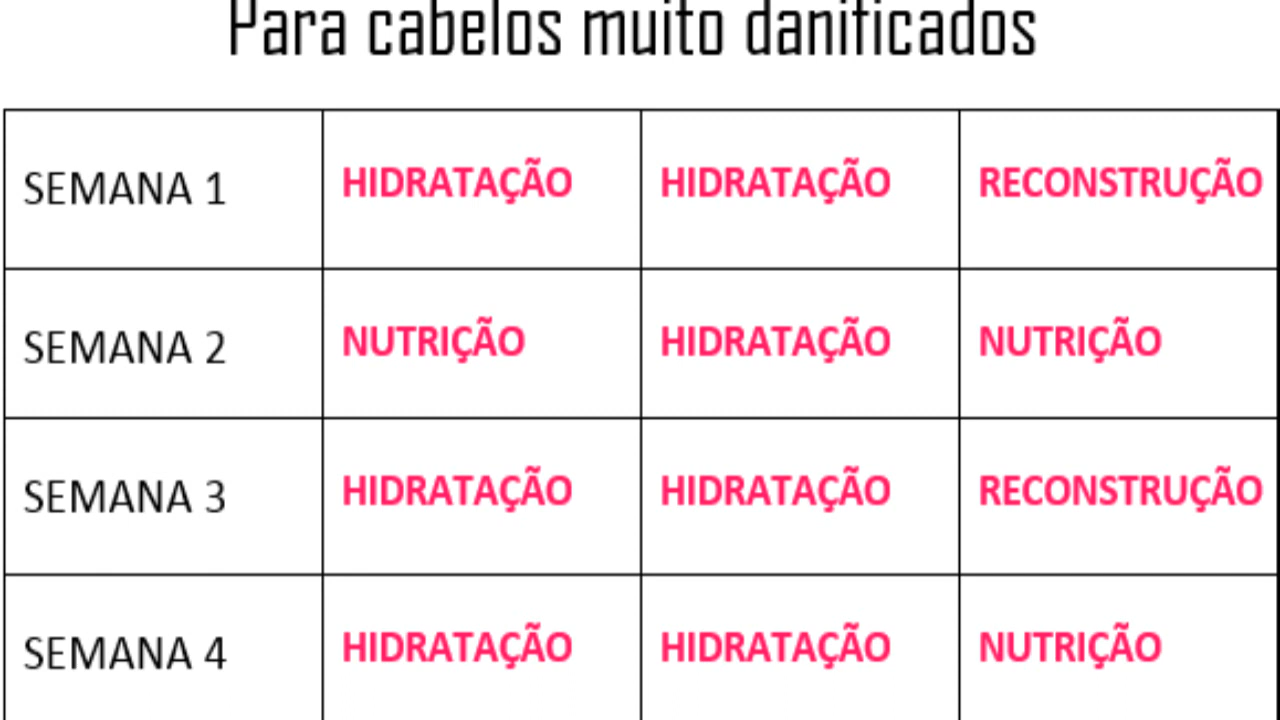 Para cabelos muito danificados
SEMANA 1 HIDRATAÇÃO HIDRATAÇÃO RECONSTRUÇÃO
SEMANA 2 NUTRIÇÃO HIDRATAÇÃO NUTRIÇÃO
SEMANA 3 HIDRATAÇÃO HIDRATAÇÃO RECONSTRUÇÃO
SEMANA 4 HIDRATAÇÃO HIDRATAÇÃO NUTRIÇÃO